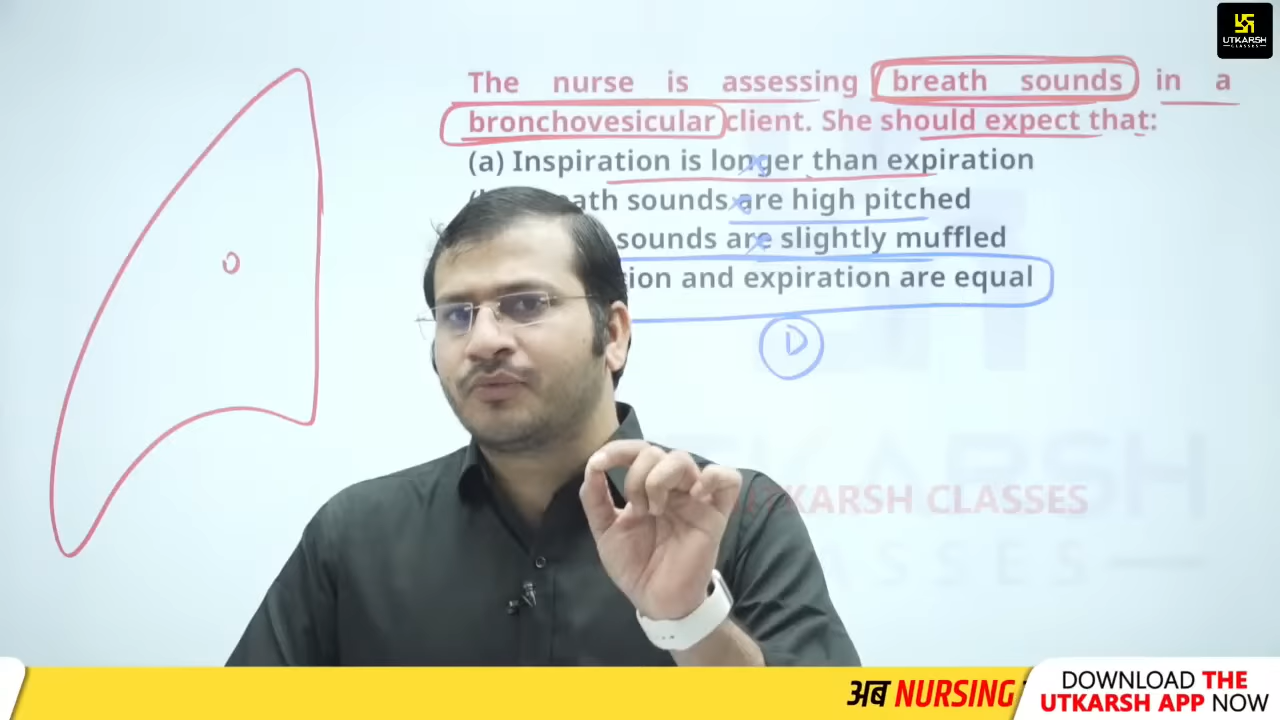 UTKARSH
CLASSES
The nurse is assessing breath sounds in a
bronchovesicular client. She should expect that:
(a) Inspiration is longer than expiration
sounds are high pitched
sounds are slightly muffled
and expiration are equal
D
UTKARSH CLASSES
अब NURSING
DOWNLOAD THE
UTKARSH APP NOW